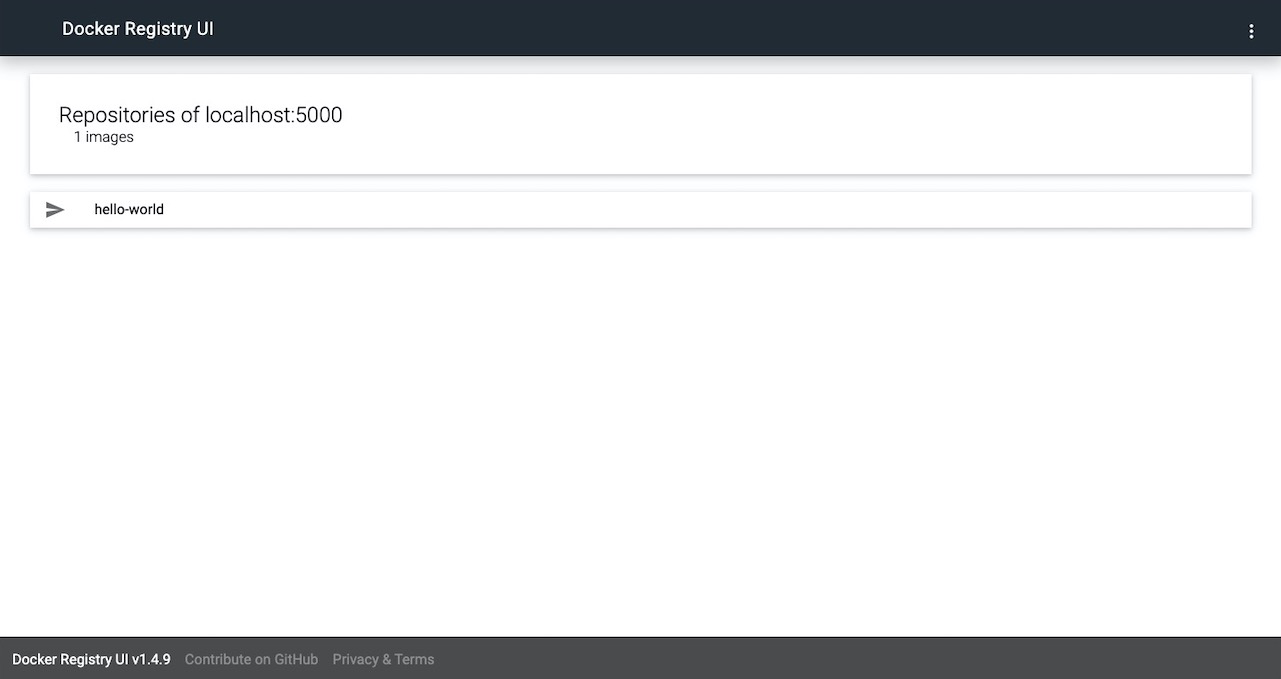 Docker Registry UI
Repositories of localhost:5000
1 images
hello-world
Docker Registry UI v1.4.9 Contribute on GitHub Privacy & Terms